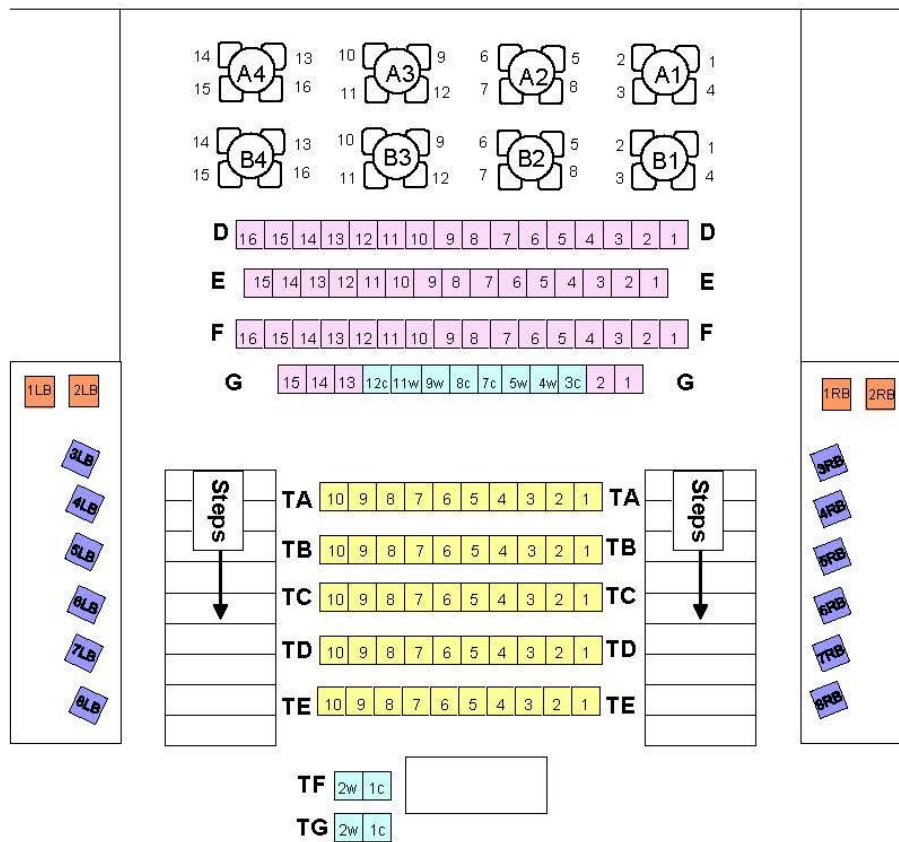 14 13 10 9 6 5 2 1
A4 A3 A2 A1
15 16 11 12 7 8 3 4
14 13 10 9 6 5 2 1
B4 B3 B2 B1
15 16 11 12 7 8 3 4
D 16 15 14 13 12 11 10 9 8 7 6 5 4 3 2 1 D
E 15 14 13 12 11 10 9 8 7 6 5 4 3 2 1 E
F 16 15 14 13 12 11 10 9 8 7 6 5 4 3 2 1 F
G 15 14 13 12c 11w 9w 8c 7c 5w 4w 3c 2 1 G
1LB 2LB 1RB 2RB
3LB 3RB
Steps Steps
TA 10 9 8 7 6 5 4 3 2 1 TA
4LB 4RB
TB 10 9 8 7 6 5 4 3 2 1 TB
5LB 5RB
TC 10 9 8 7 6 5 4 3 2 1 TC
6LB 6RB
TD 10 9 8 7 6 5 4 3 2 1 TD
7LB 7RB
TE 10 9 8 7 6 5 4 3 2 1 TE
8LB 8RB
TF 2w 1c
TG 2w 1c